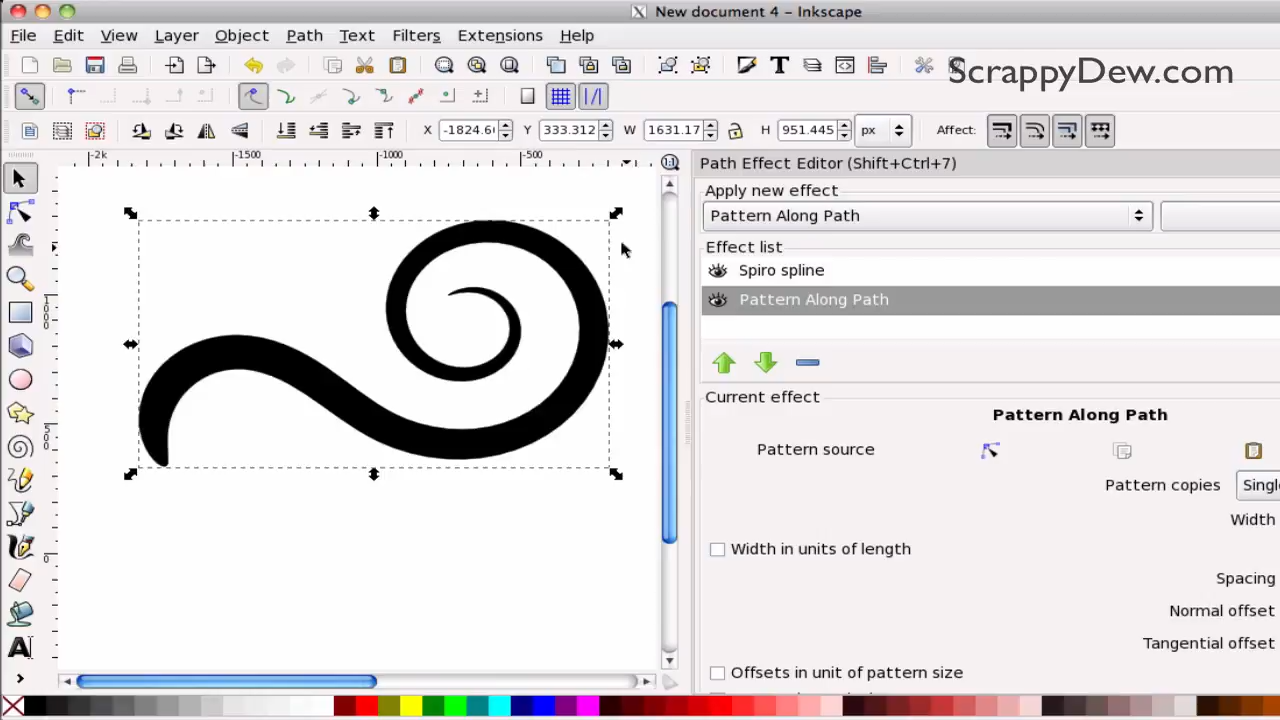 New document 4 – Inkscape
File Edit View Layer Object Path Text Filters Extensions Help
ScrappyDew.com
X Y 333.312 W 1631.17 H 951.445 px Affect:
-2k -1500 -1000 -500
Path Effect Editor (Shift+Ctrl+7)
Apply new effect
Pattern Along Path
Effect list
Spiro spline
Pattern Along Path
Current effect
Pattern Along Path
Pattern source
Pattern copies
Width
Width in units of length
Spacing
Normal offset
Tangential offset
Offsets in unit of pattern size